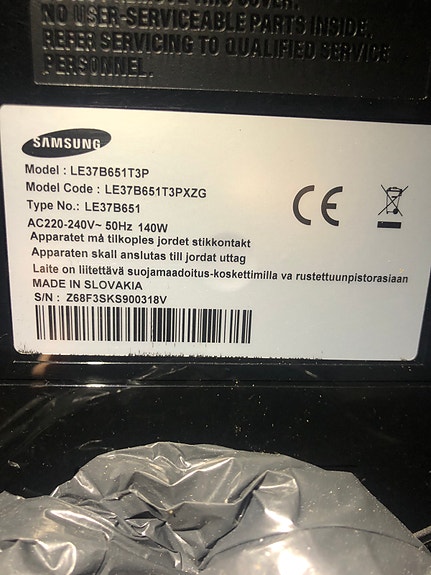 NO USER-SERVICEABLE PARTS INSIDE.
REFER SERVICING TO QUALIFIED SERVICE
PERSONNEL.
SAMSUNG
Model : LE37B651T3P
Model Code : LE37B651T3PXZG
Type No.: LE37B651
AC220-240V~ 50Hz 140W
Apparatet må tilkoples jordet stikkontakt
Apparaten skall anslutas till jordat uttag
Laite on liitettävä suojamaadoitus-koskettimilla va rustettuunpistorasiaan
MADE IN SLOVAKIA
S/N : Z68F3SKS900318V
CE